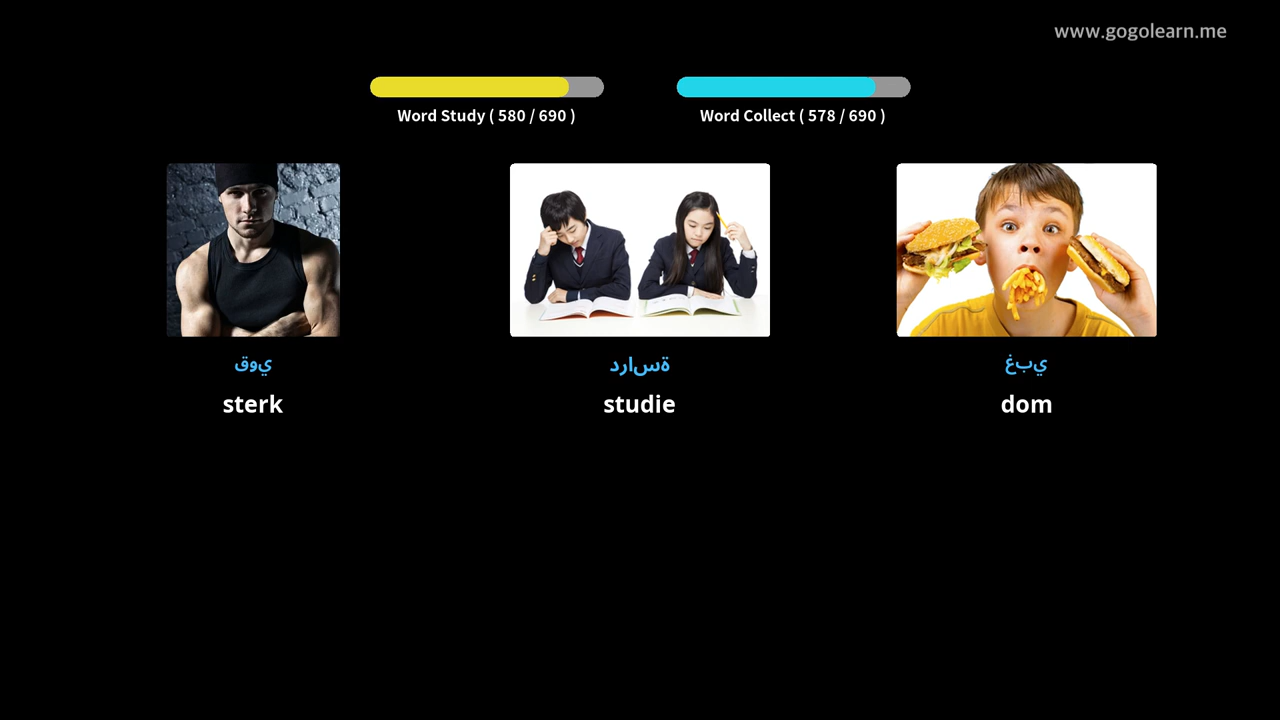 www.gogolearn.me
Word Study ( 580 / 690 )
Word Collect ( 578 / 690 )
يوق
sterk
ةسارد
studie
يبغ
dom